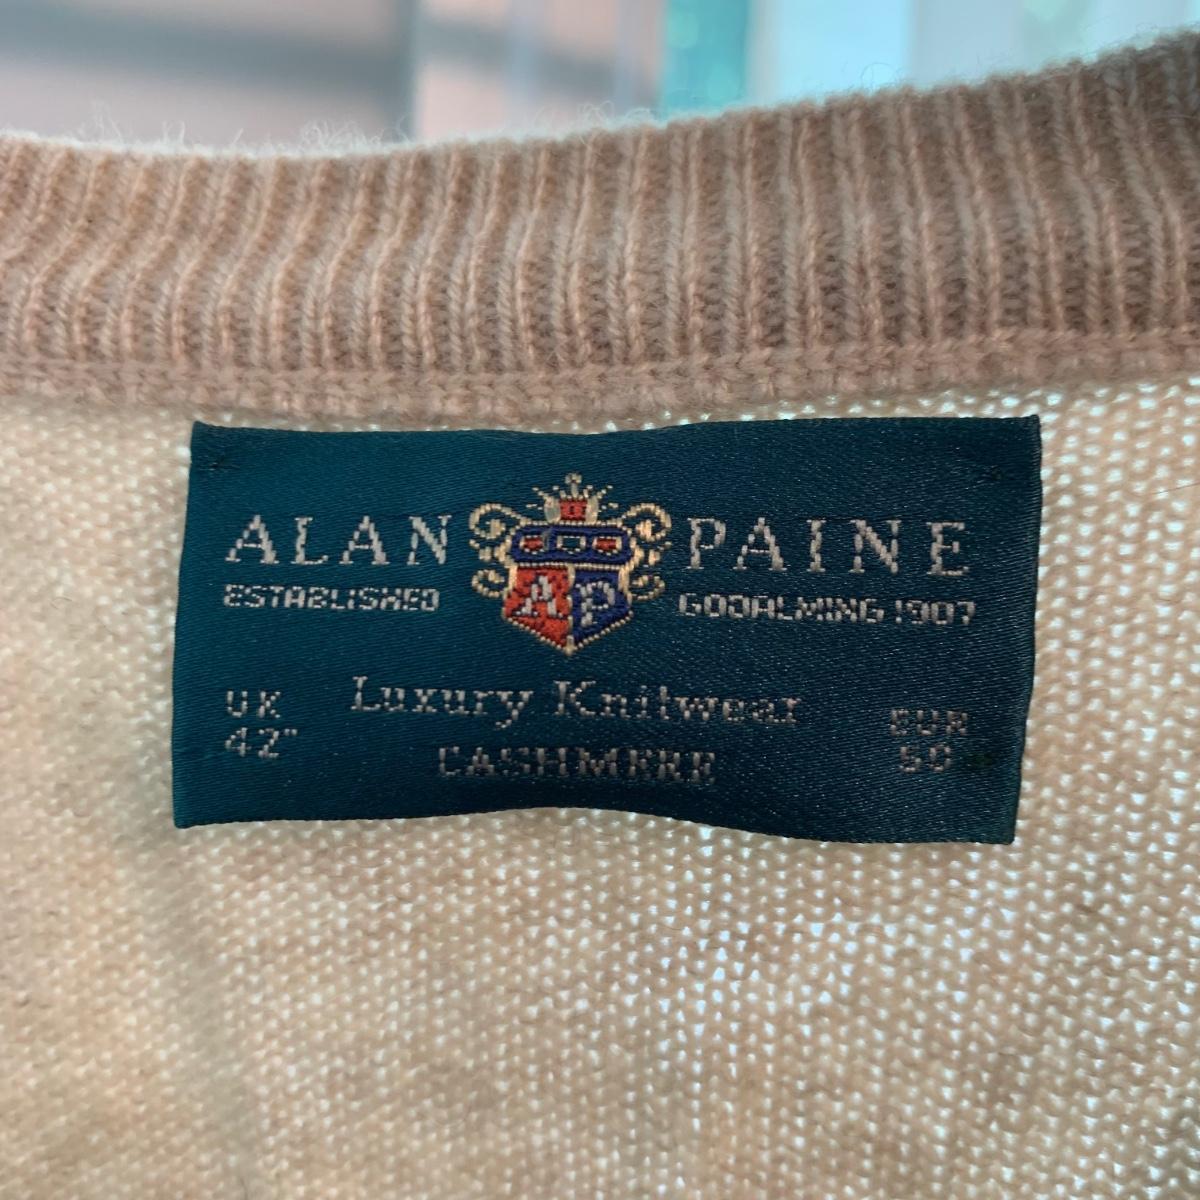 ALAN PAINE
AP
ESTABLISHED GODALMING 1907
Luxury Knitwear
CASHMERE
UK
42"
EUR
50